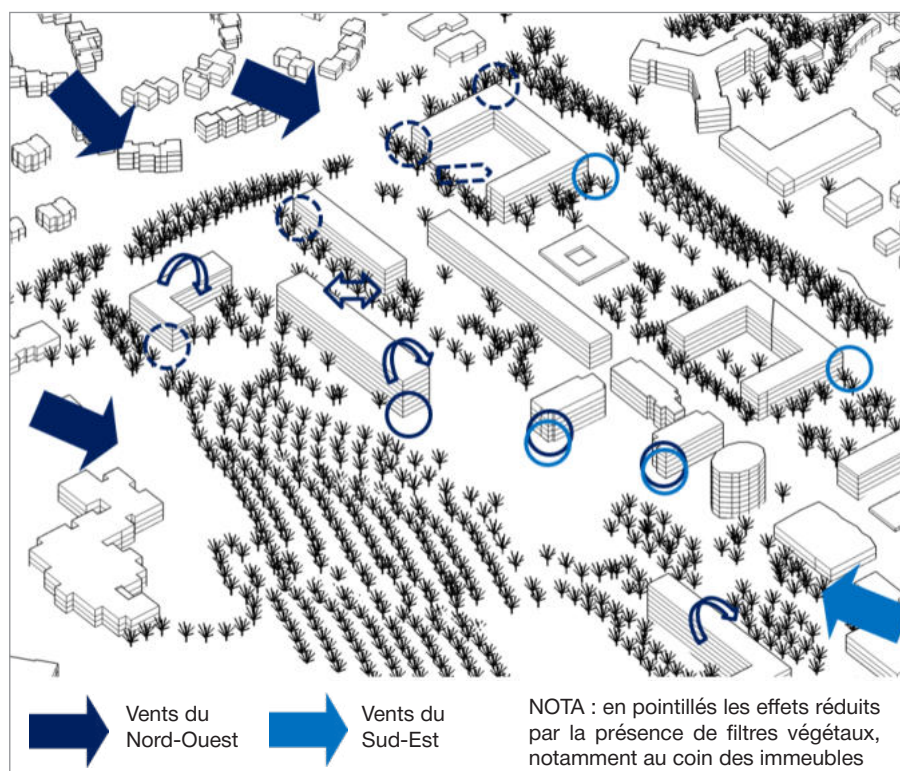 Vents du
Nord-Ouest
Vents du
Sud-Est
NOTA : en pointillés les effets réduits
par la présence de filtres végétaux,
notamment au coin des immeubles